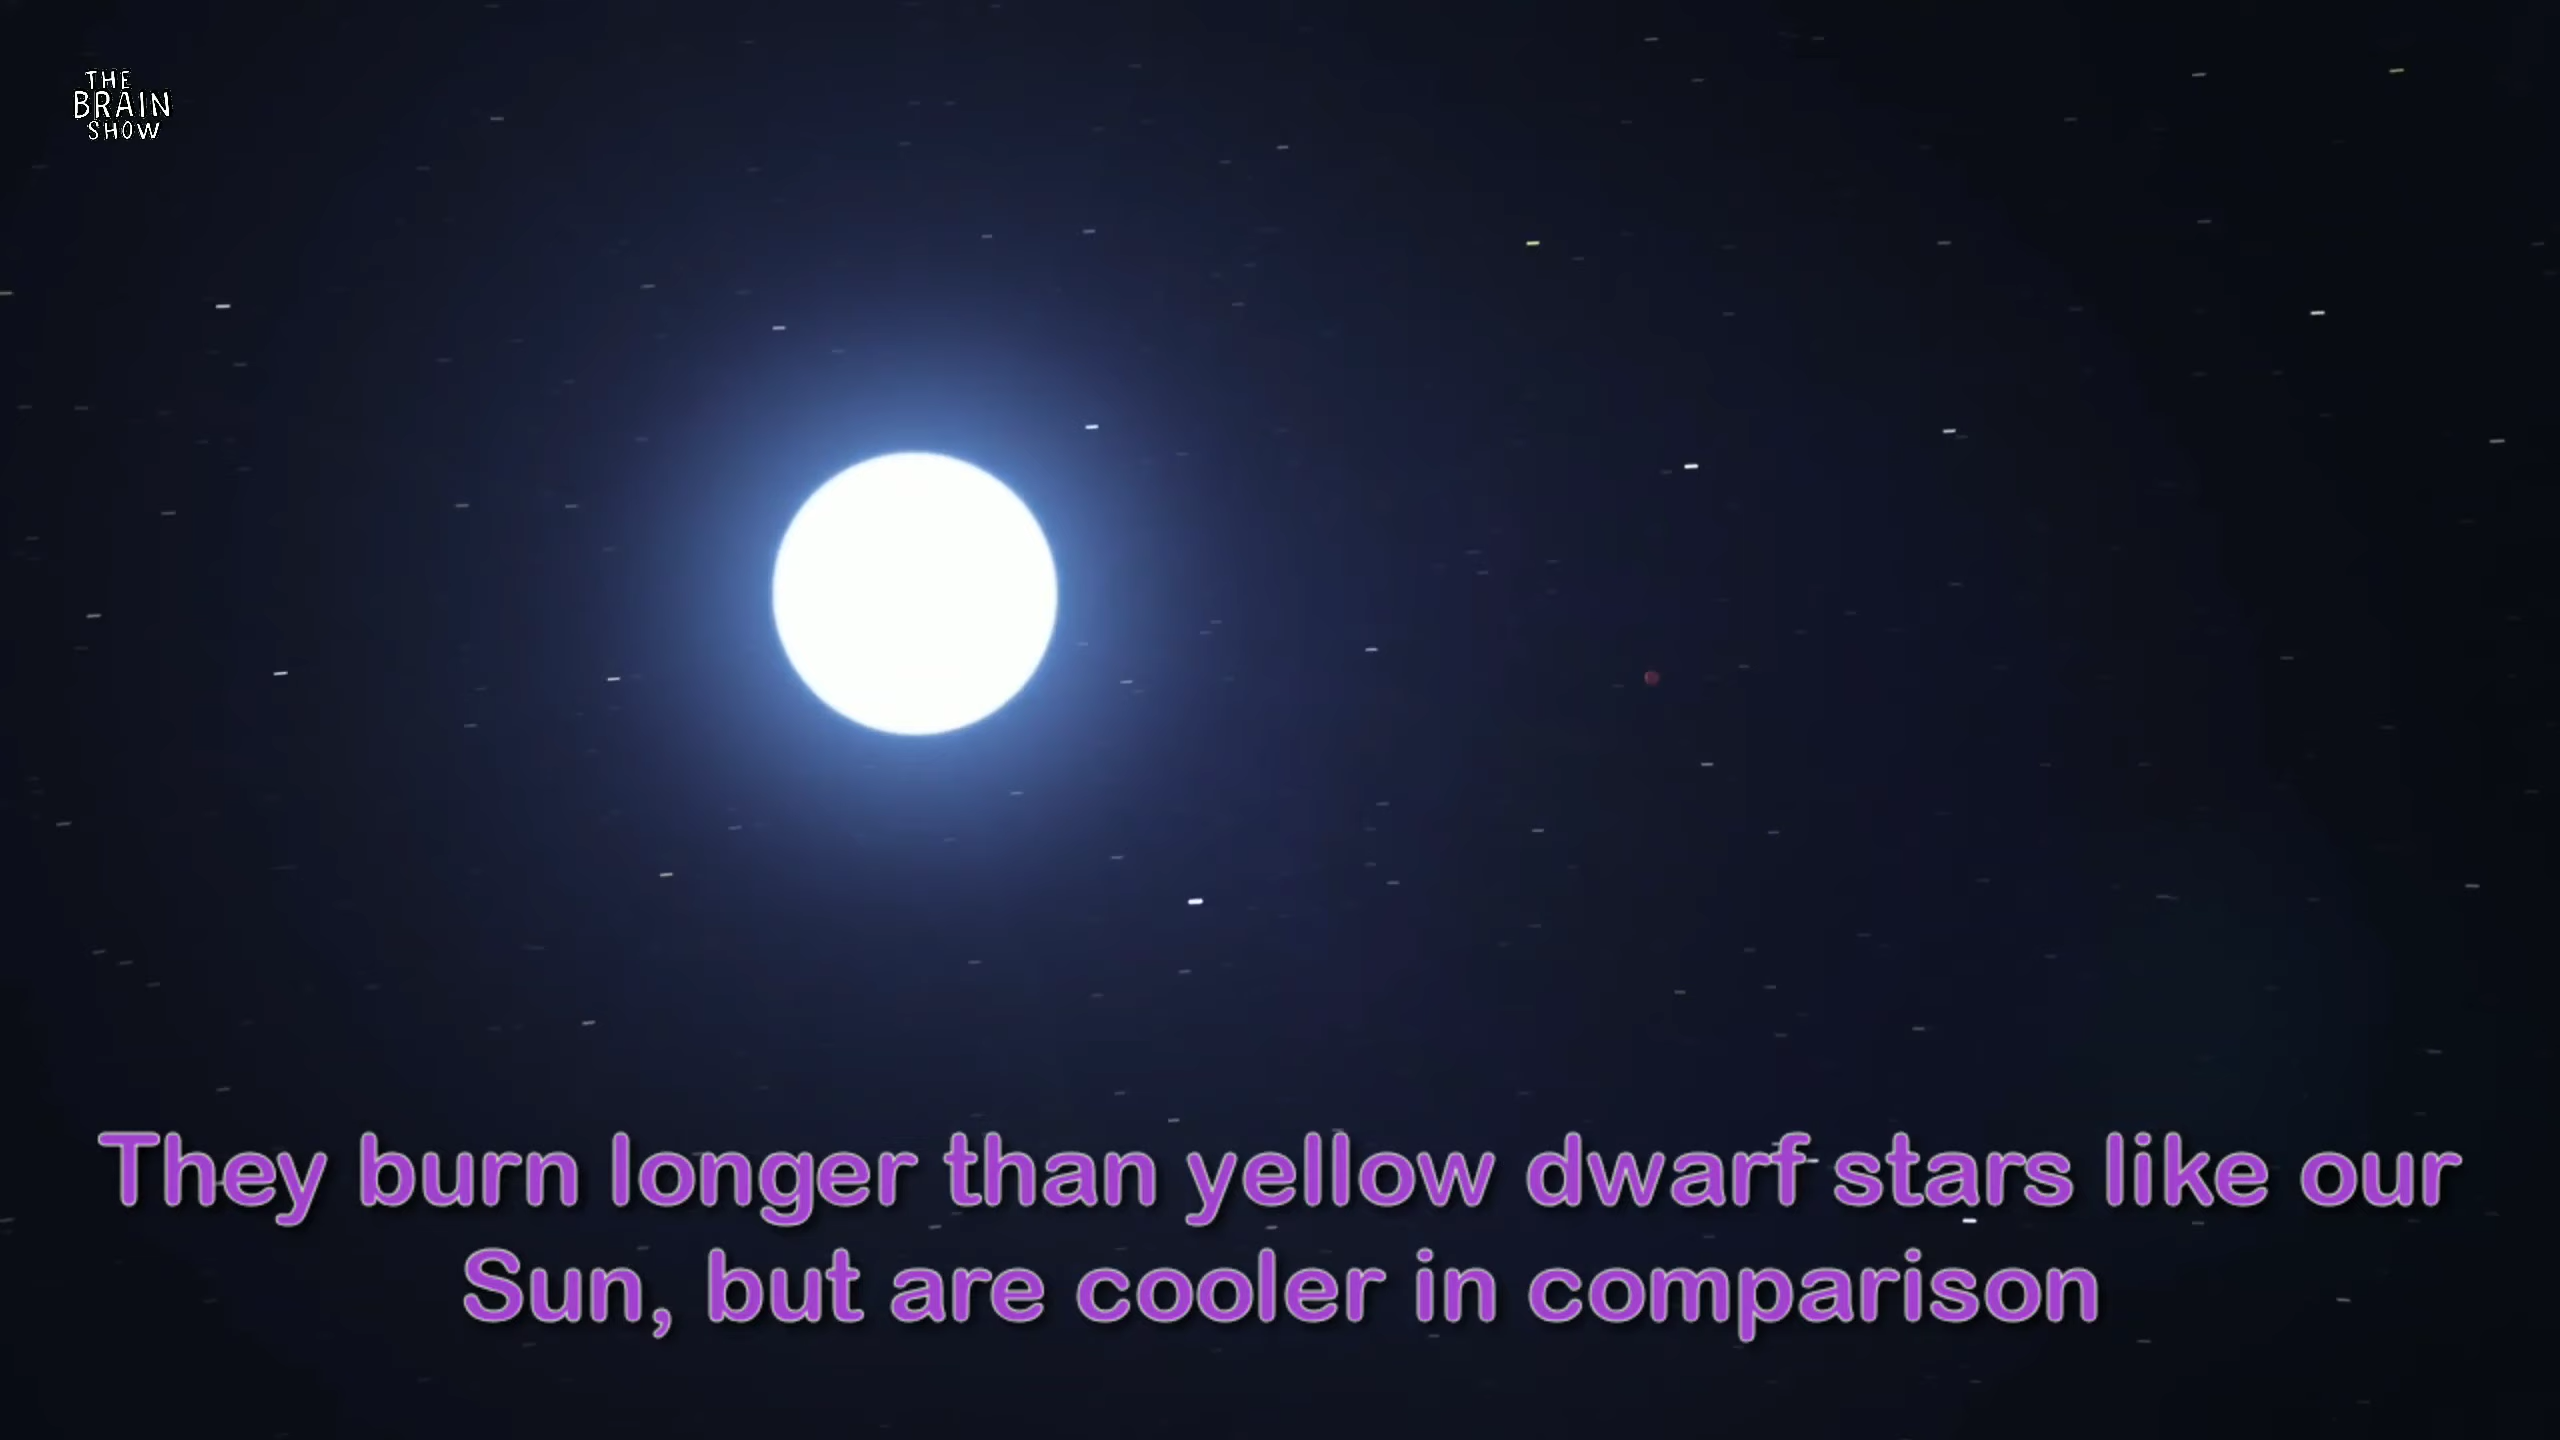 THE
BRAIN
SHOW
They burn longer than yellow dwarf stars like our
Sun, but are cooler in comparison